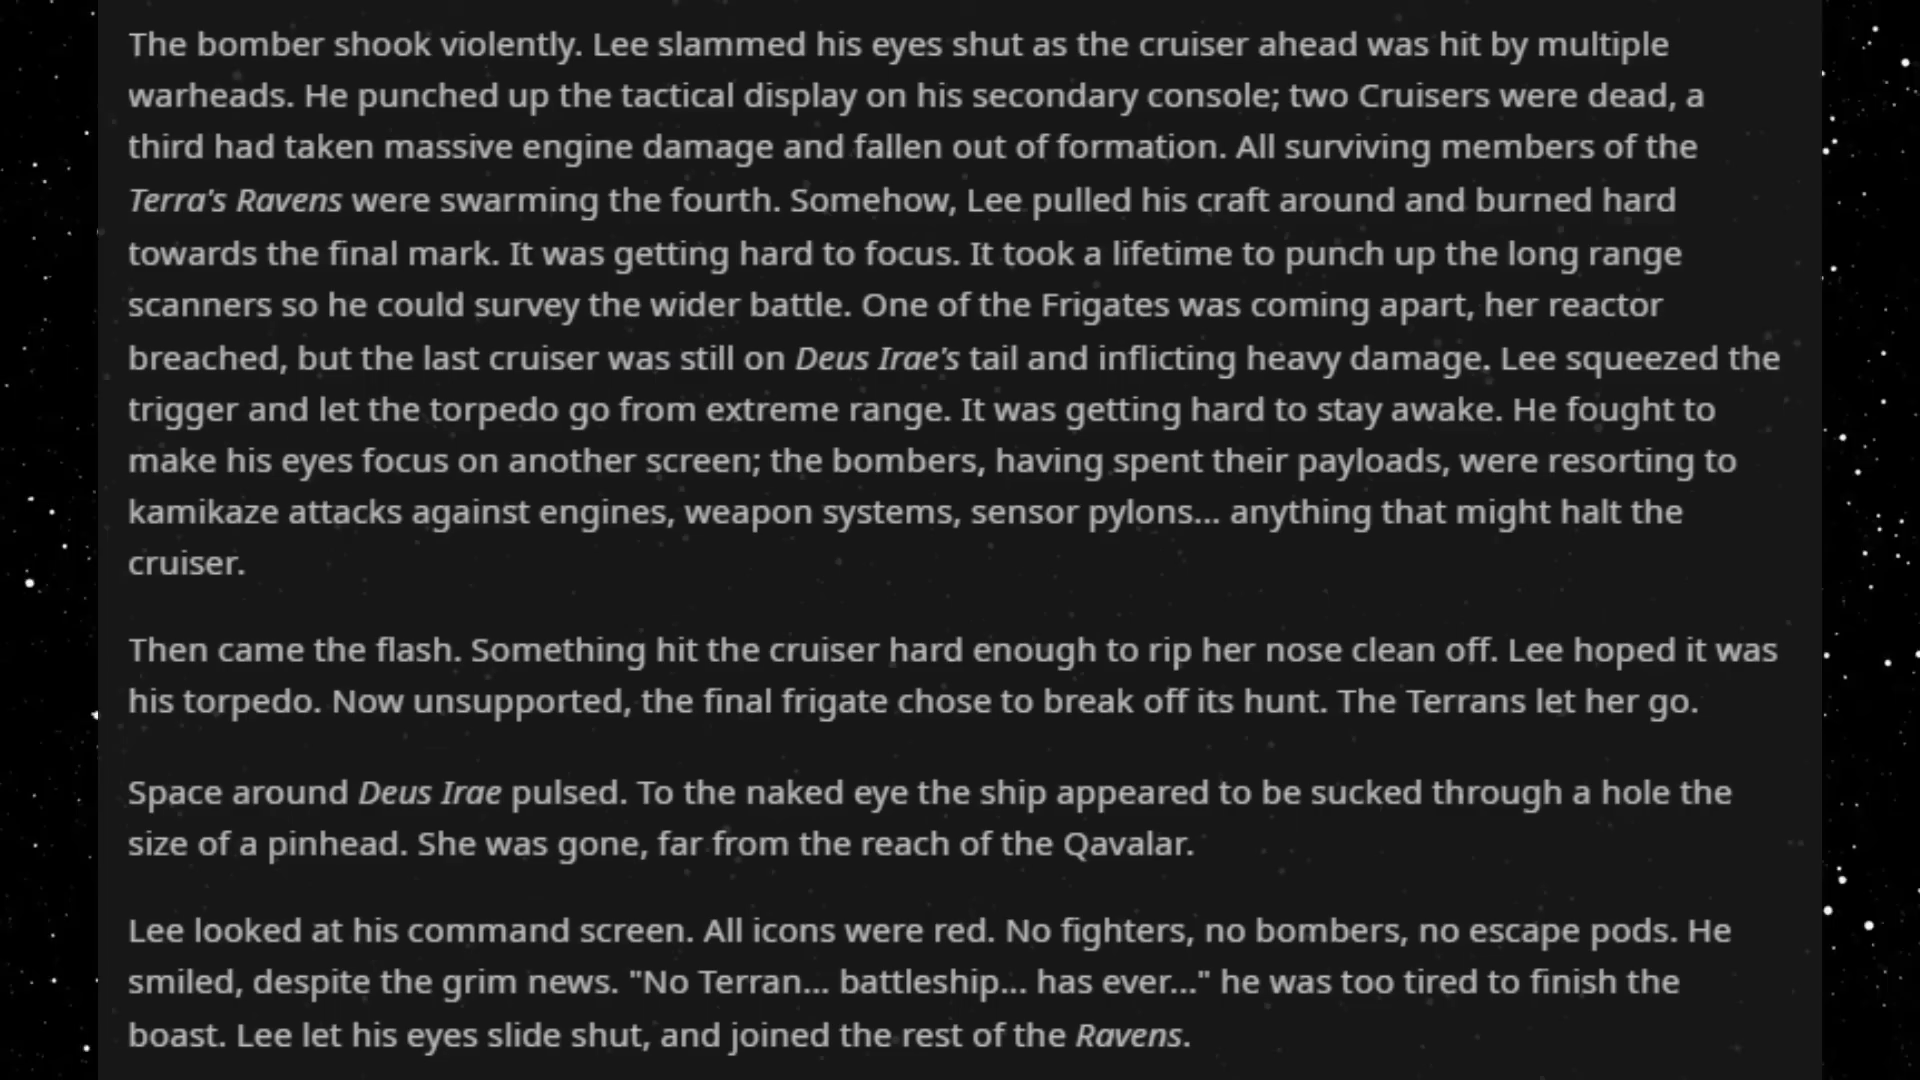 The bomber shook violently. Lee slammed his eyes shut as the cruiser ahead was hit by multiple
warheads. He punched up the tactical display on his secondary console; two Cruisers were dead, a
third had taken massive engine damage and fallen out of formation. All surviving members of the
Terra's Ravens were swarming the fourth. Somehow, Lee pulled his craft around and burned hard
towards the final mark. It was getting hard to focus. It took a lifetime to punch up the long range
scanners so he could survey the wider battle. One of the Frigates was coming apart, her reactor
breached, but the last cruiser was still on Deus Irae's tail and inflicting heavy damage. Lee squeezed the
trigger and let the torpedo go from extreme range. It was getting hard to stay awake. He fought to
make his eyes focus on another screen; the bombers, having spent their payloads, were resorting to
kamikaze attacks against engines, weapon systems, sensor pylons... anything that might halt the
cruiser.
Then came the flash. Something hit the cruiser hard enough to rip her nose clean off. Lee hoped it was
his torpedo. Now unsupported, the final frigate chose to break off its hunt. The Terrans let her go.
Space around Deus Irae pulsed. To the naked eye the ship appeared to be sucked through a hole the
size of a pinhead. She was gone, far from the reach of the Qavalar.
Lee looked at his command screen. All icons were red. No fighters, no bombers, no escape pods. He
smiled, despite the grim news. "No Terran... battleship... has ever..." he was too tired to finish the
boast. Lee let his eyes slide shut, and joined the rest of the Ravens.